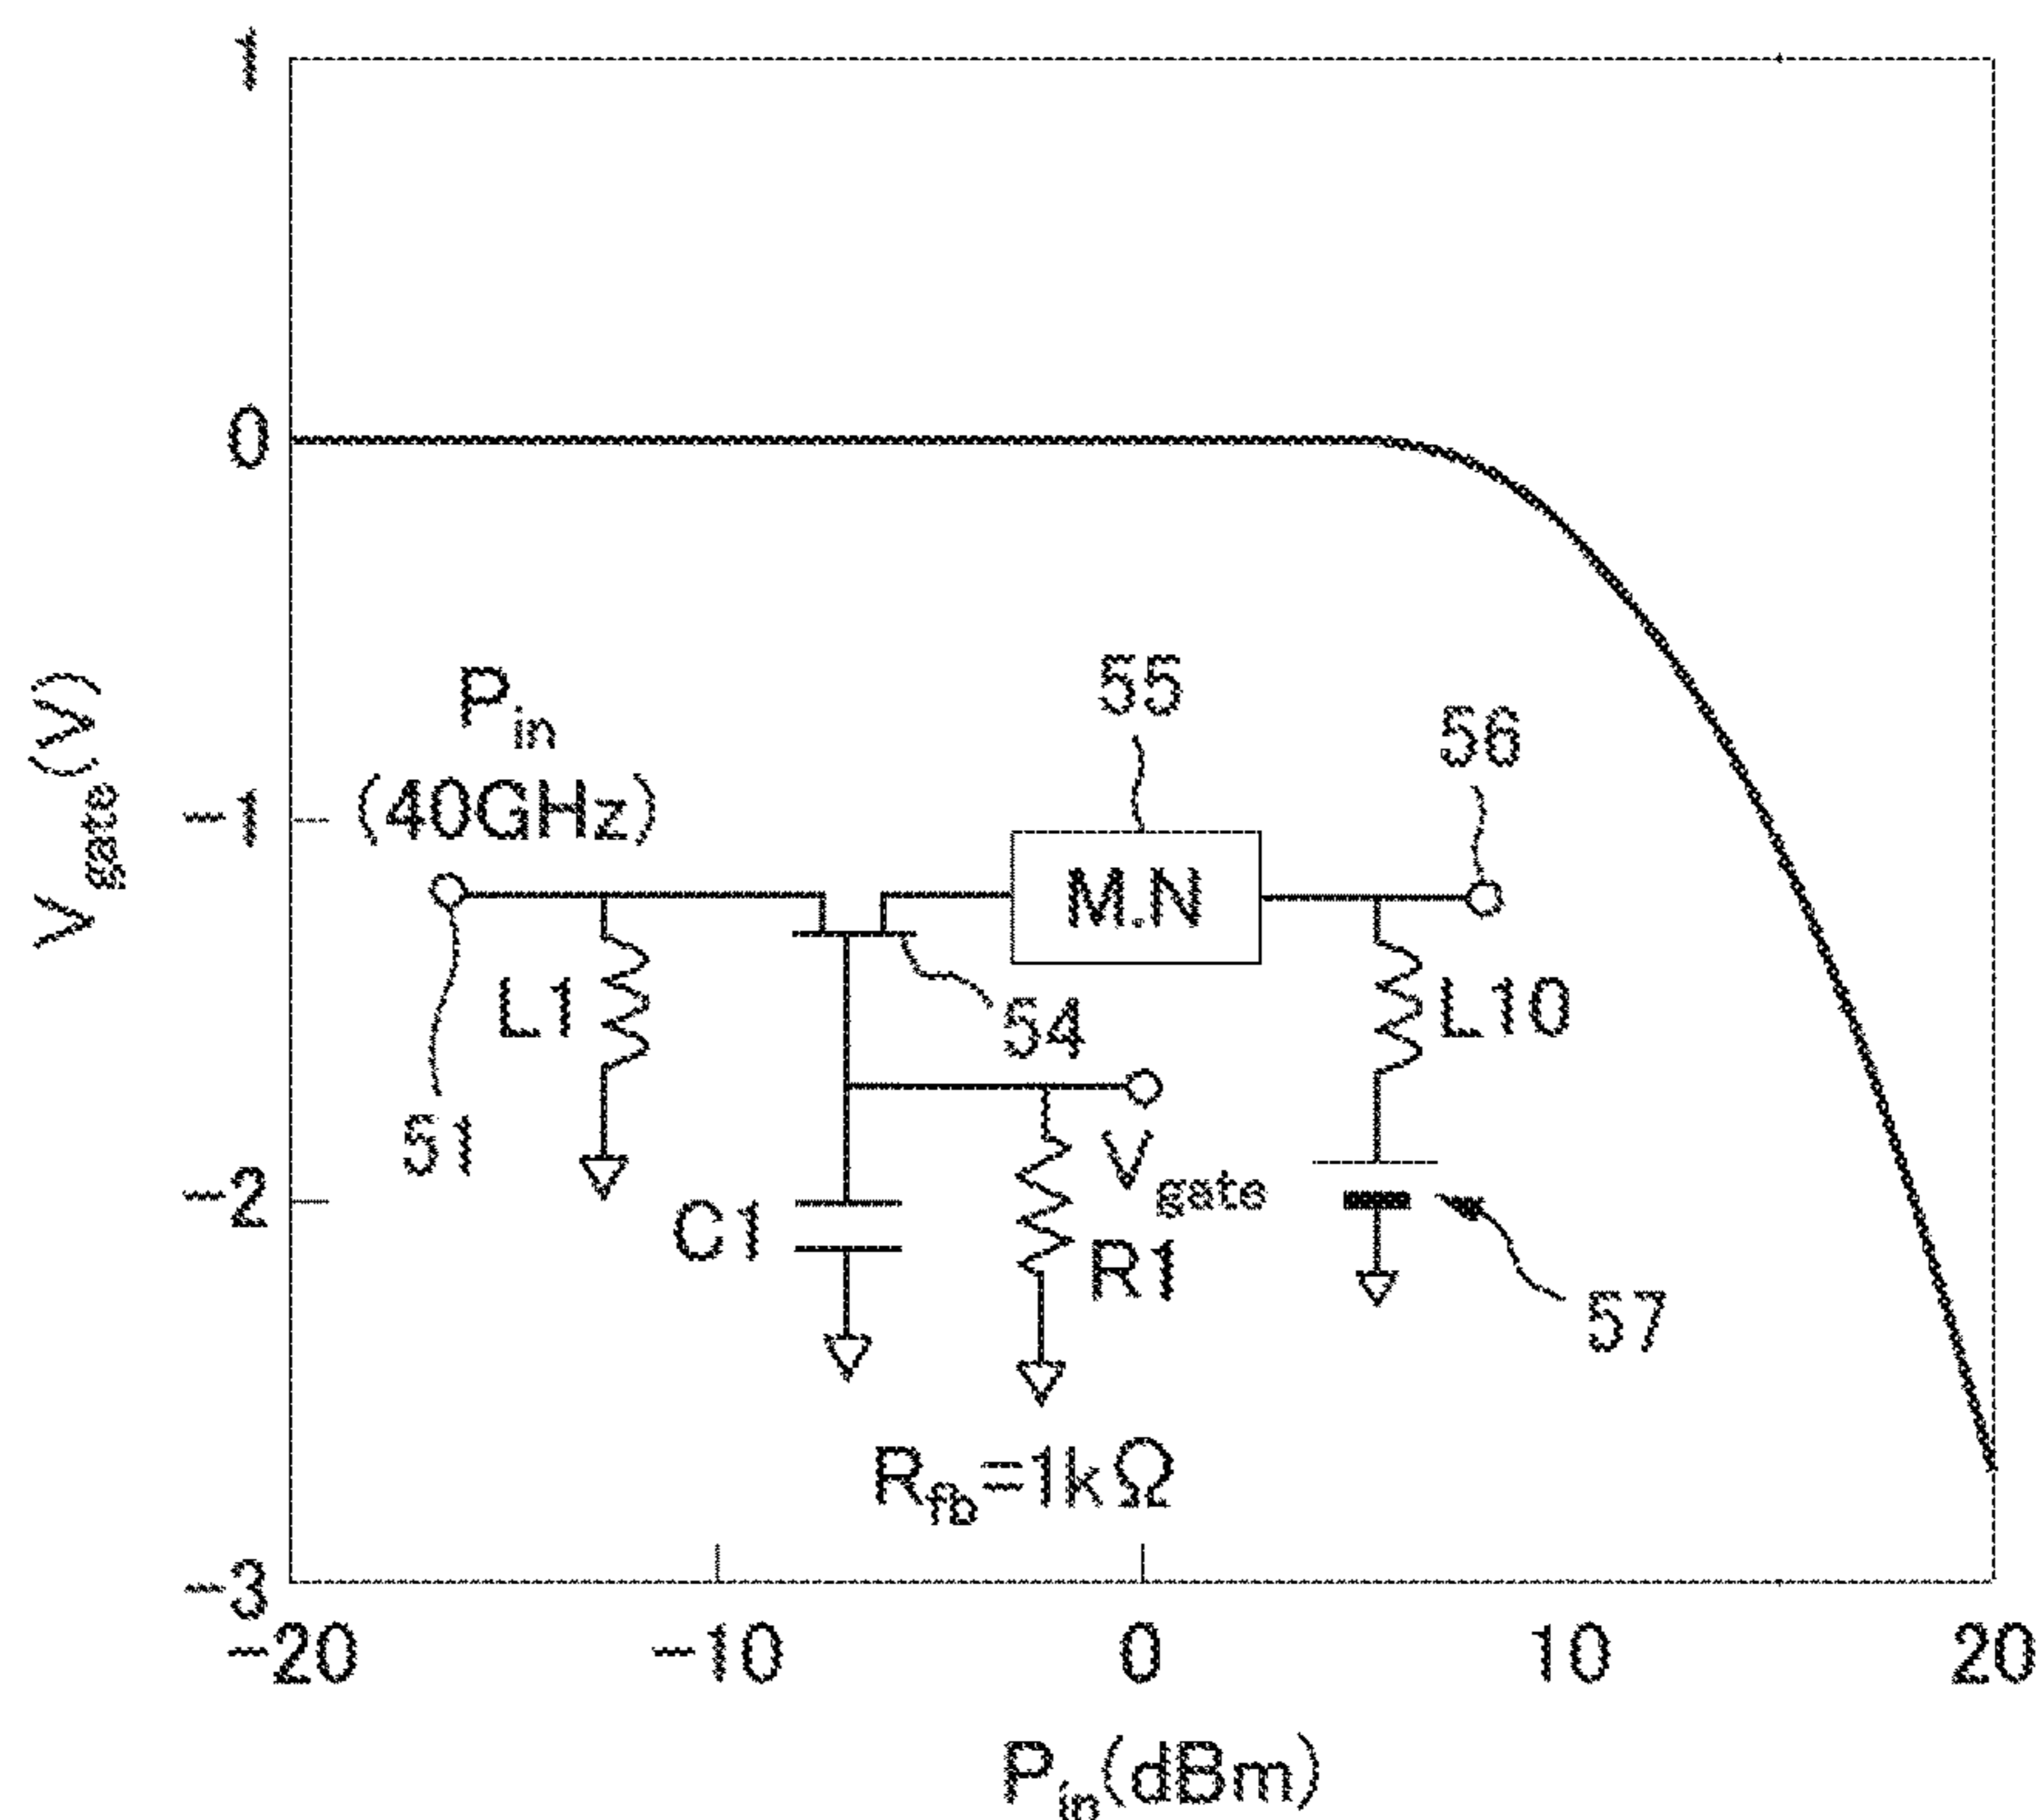 1
0
-1
-2
-3
Vgate(V)
Pin
(40GHz)
55
56
M.N
L1
54
L10
51
Vgate
C1
R1
57
Rfb=1kΩ
-20
-10
0
10
20
Pin(dBm)